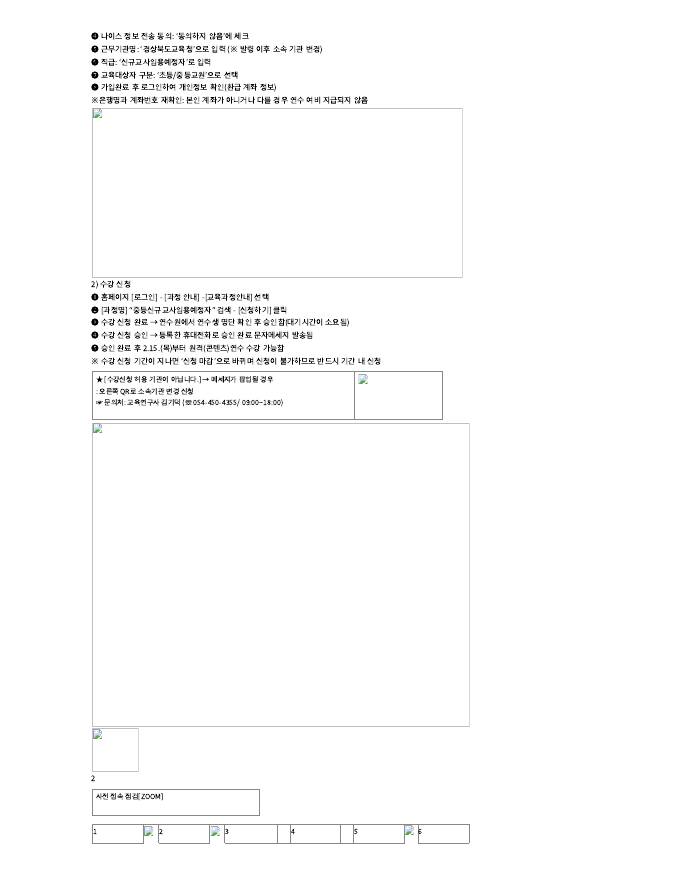 ❹ 나이스 정보 전송 동의: '동의하지 않음'에 체크
❺ 근무기관명: '경상북도교육청'으로 입력 (※ 발령 이후 소속 기관 변경)
❻ 직급: '신규교사임용예정자'로 입력
❼ 교육대상자 구분: '초등/중등교원'으로 선택
❽ 가입완료 후 로그인하여 개인정보 확인(환급 계좌 정보)
※은행명과 계좌번호 재확인: 본인 계좌가 아니거나 다를 경우 연수 여비 지급되지 않음
2) 수강 신청
❶ 홈페이지 [로그인] - [과정 안내] -[교육과정안내] 선택
❷ [과정명] "중등신규교사임용예정자" 검색 - [신청하기] 클릭
❸ 수강 신청 완료 → 연수원에서 연수생 명단 확인 후 승인함(대기시간이 소요됨)
❹ 수강 신청 승인 → 등록한 휴대전화로 승인 완료 문자메세지 발송됨
❺ 승인 완료 후 2.15.(목)부터 원격(콘텐츠)연수 수강 가능함
※ 수강 신청 기간이 지나면 '신청 마감'으로 바뀌며 신청이 불가하므로 반드시 기간 내 신청
★[수강신청 허용 기관이 아닙니다.] → 메세지가 팝업될 경우
: 오른쪽 QR로 소속기관 변경 신청
☞ 문의처: 교육연구사 김기덕 (☏054-450-4355/ 09:00~18:00)
2
사전 접속 점검[ZOOM]
1 2 3 4 5 6